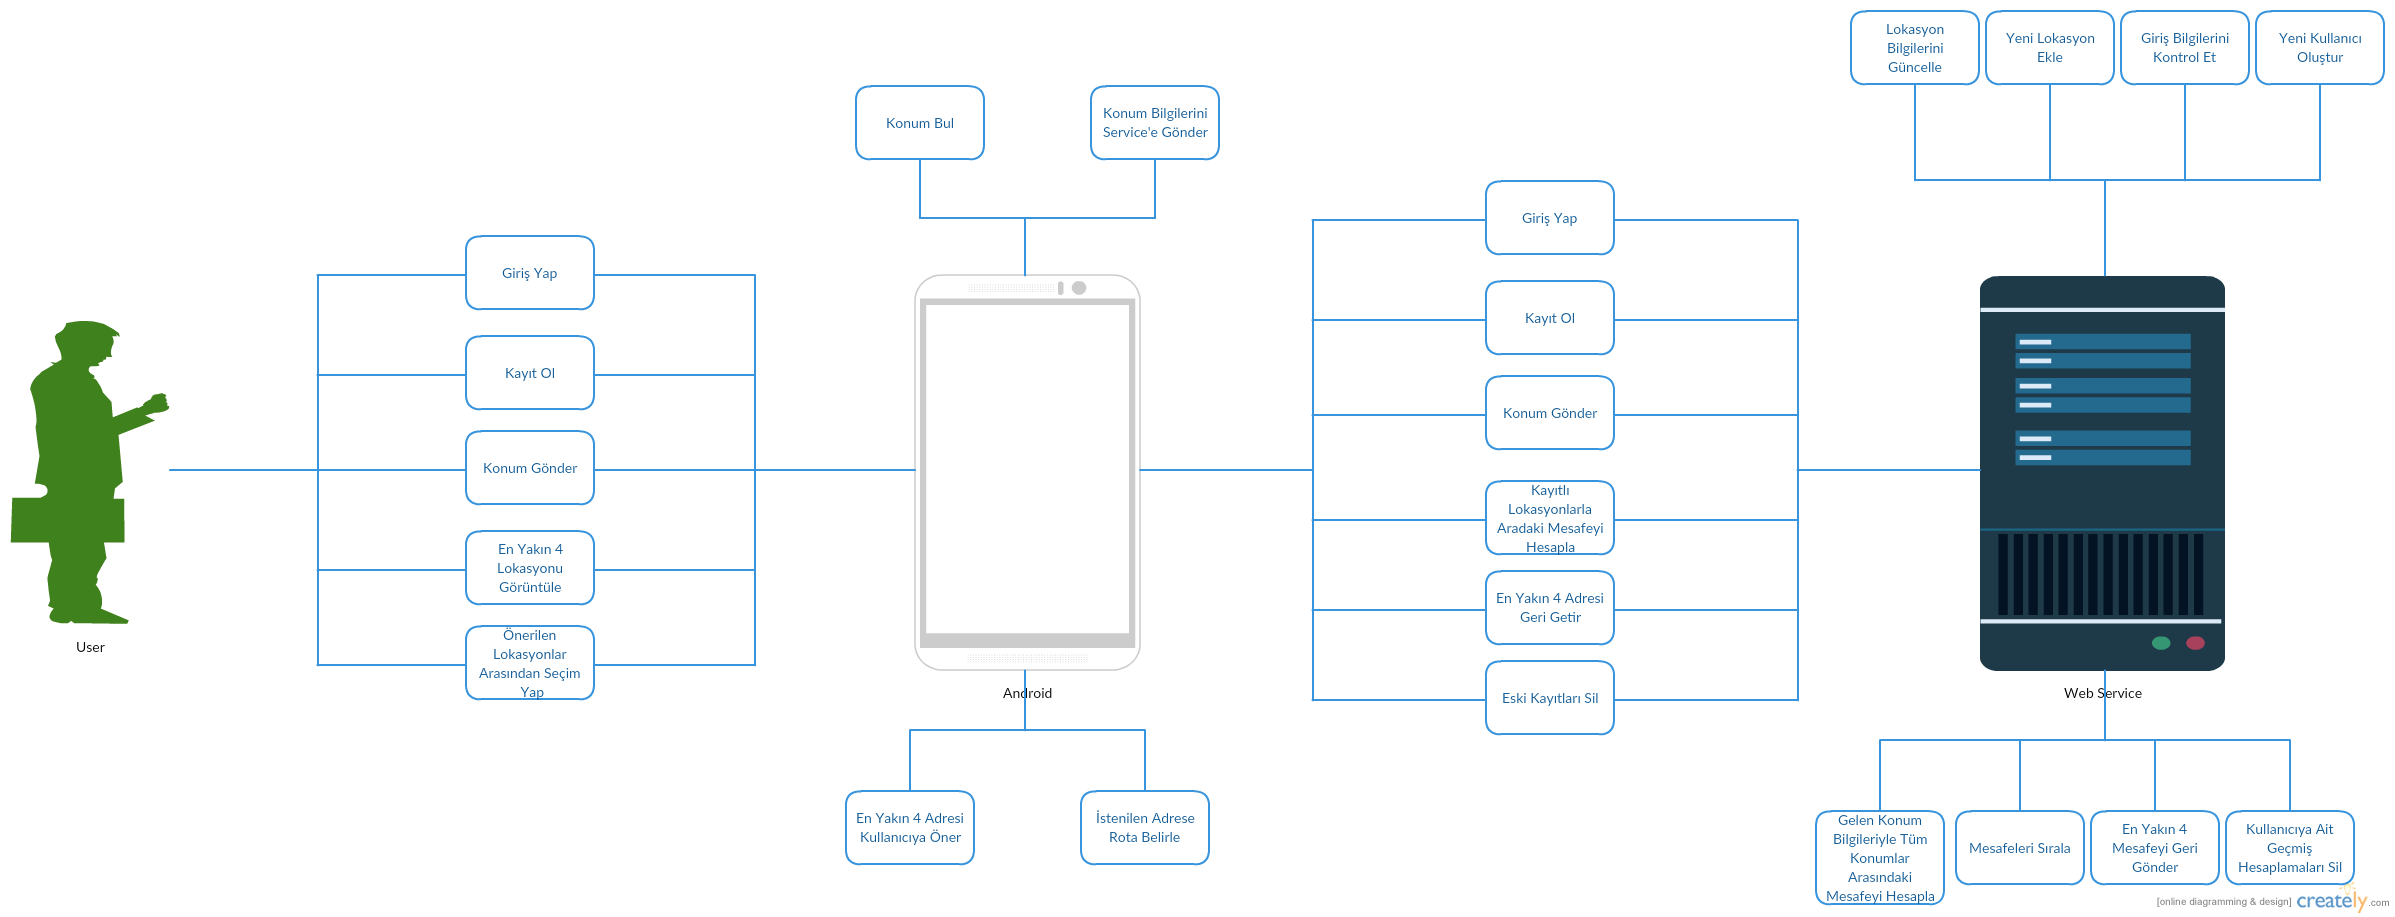 Lokasyon
Bilgilerini
Güncelle
Yeni Lokasyon
Ekle
Giriş Bilgilerini
Kontrol Et
Yeni Kullanıcı
Oluştur
Konum Bul
Konum Bilgilerini
Service'e Gönder
Giriş Yap
Kayıt Ol
Konum Gönder
En Yakın 4
Lokasyonu
Görüntüle
Önerilen
Lokasyonlar
Arasından Seçim
Yap
Giriş Yap
Kayıt Ol
Konum Gönder
Kayıtlı
Lokasyonlarla
Aradaki Mesafeyi
Hesapla
En Yakın 4 Adresi
Geri Getir
Eski Kayıtları Sil
User
Android
Web Service
En Yakın 4 Adresi
Kullanıcıya Öner
İstenilen Adrese
Rota Belirle
Gelen Konum
Bilgileriyle Tüm
Konumlar
Arasındaki
Mesafeyi Hesapla
Mesafeleri Sırala
En Yakın 4
Mesafeyi Geri
Gönder
Kullanıcıya Ait
Geçmiş
Hesaplamaları Sil
[online diagramming & design] creately.com